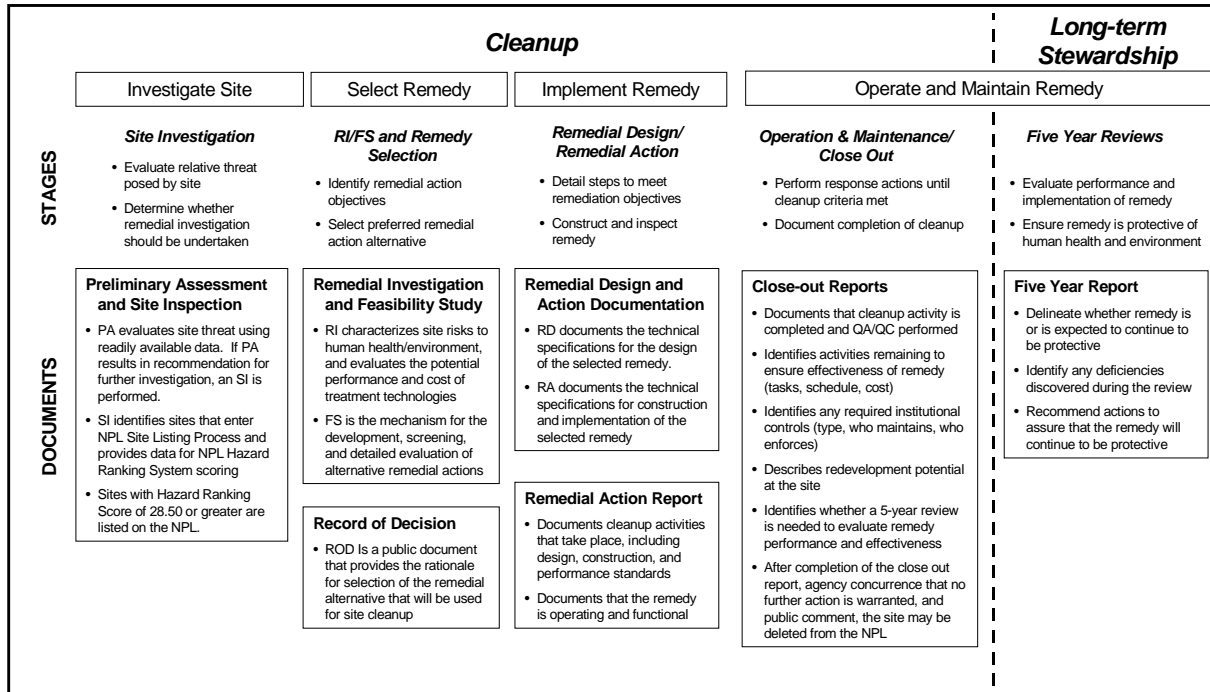 Cleanup
Long-term
Stewardship
Investigate Site
Select Remedy
Implement Remedy
Operate and Maintain Remedy
STAGES
Site Investigation
• Evaluate relative threat
posed by site
• Determine whether
remedial investigation
should be undertaken
RI/FS and Remedy
Selection
• Identify remedial action
objectives
• Select preferred remedial
action alternative
Remedial Design/
Remedial Action
• Detail steps to meet
remediation objectives
• Construct and inspect
remedy
Operation & Maintenance/
Close Out
• Perform response actions until
cleanup criteria met
• Document completion of cleanup
Five Year Reviews
• Evaluate performance and
implementation of remedy
• Ensure remedy is protective of
human health and environment
DOCUMENTS
Preliminary Assessment
and Site Inspection
• PA evaluates site threat using
readily available data. If PA
results in recommendation for
further investigation, an SI is
performed.
• SI identifies sites that enter
NPL Site Listing Process and
provides data for NPL Hazard
Ranking System scoring
• Sites with Hazard Ranking
Score of 28.50 or greater are
listed on the NPL.
Remedial Investigation
and Feasibility Study
• RI characterizes site risks to
human health/environment,
and evaluates the potential
performance and cost of
treatment technologies
• FS is the mechanism for the
development, screening,
and detailed evaluation of
alternative remedial actions
Record of Decision
• ROD Is a public document
that provides the rationale
for selection of the remedial
alternative that will be used
for site cleanup
Remedial Design and
Action Documentation
• RD documents the technical
specifications for the design
of the selected remedy.
• RA documents the technical
specifications for construction
and implementation of the
selected remedy
Remedial Action Report
• Documents cleanup activities
that take place, including
design, construction, and
performance standards
• Documents that the remedy
is operating and functional
Close-out Reports
• Documents that cleanup activity is
completed and QA/QC performed
• Identifies activities remaining to
ensure effectiveness of remedy
(tasks, schedule, cost)
• Identifies any required institutional
controls (type, who maintains, who
enforces)
• Describes redevelopment potential
at the site
• Identifies whether a 5-year review
is needed to evaluate remedy
performance and effectiveness
• After completion of the close out
report, agency concurrence that no
further action is warranted, and
public comment, the site may be
deleted from the NPL
Five Year Report
• Delineate whether remedy is
or is expected to continue to
be protective
• Identify any deficiencies
discovered during the review
• Recommend actions to
assure that the remedy will
continue to be protective